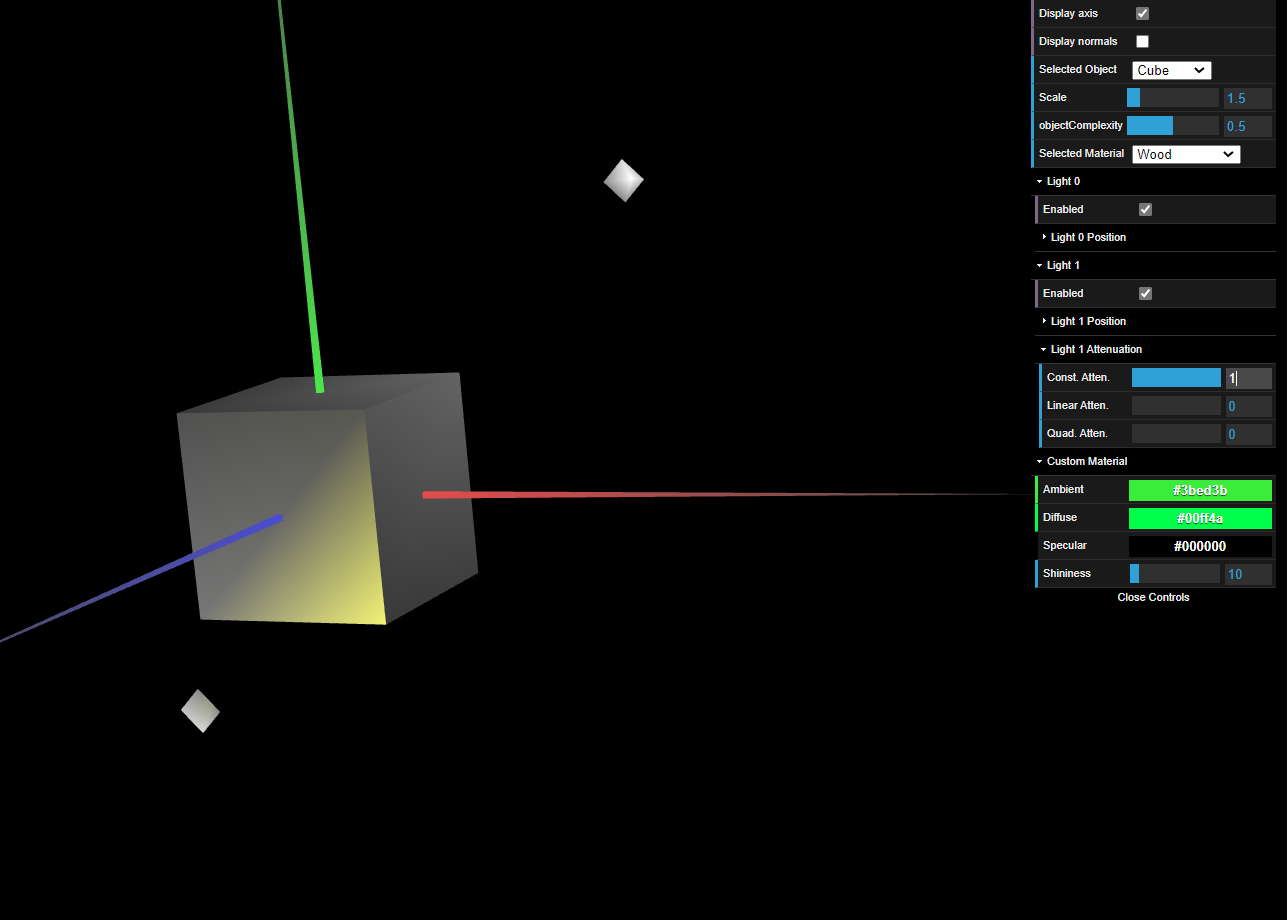 Display axis
Display normals
Selected Object Cube
Scale 1.5
objectComplexity 0.5
Selected Material Wood
Light 0
Enabled
Light 0 Position
Light 1
Enabled
Light 1 Position
Light 1 Attenuation
Const. Atten. 1
Linear Atten. 0
Quad. Atten. 0
Custom Material
Ambient #3bed3b
Diffuse #00ff4a
Specular #000000
Shininess 10
Close Controls